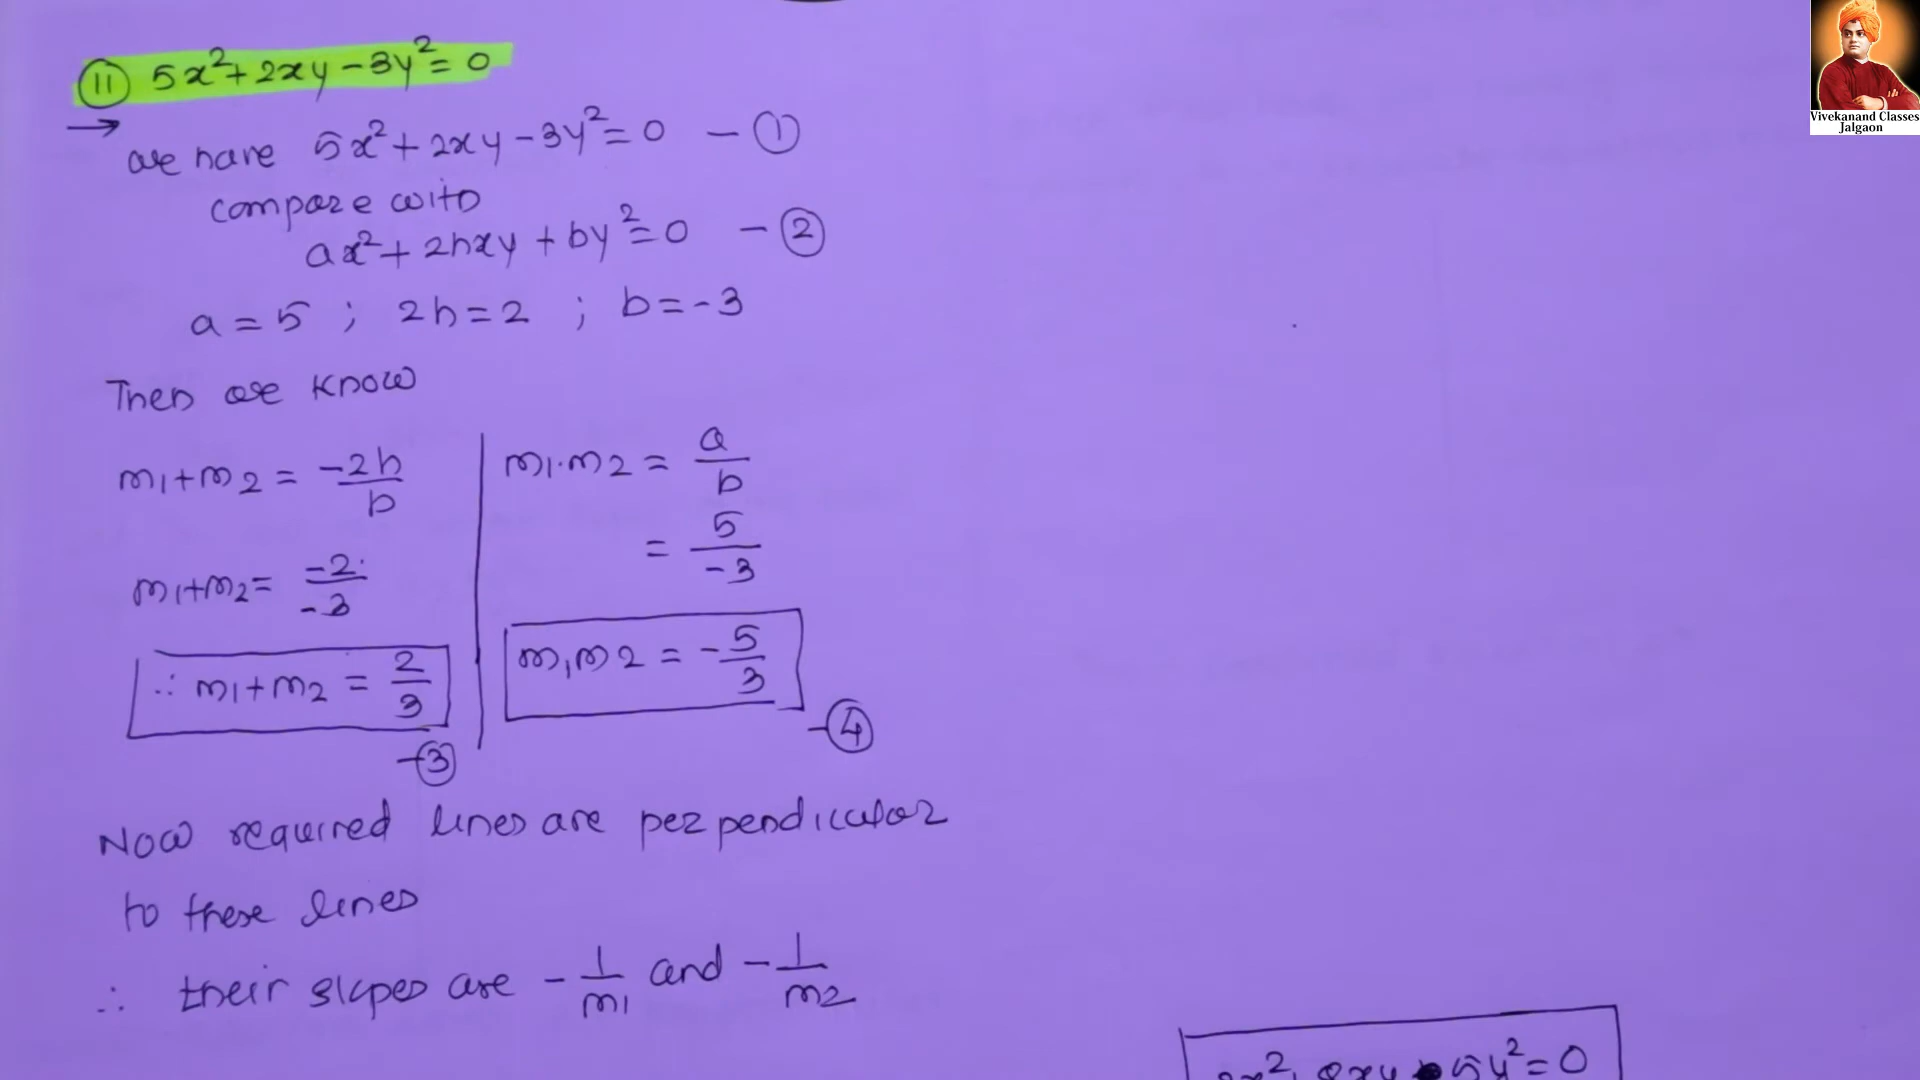 (11) 5x²+2xy-3y²=0
→
we have 5x²+2xy-3y²=0 - (1)
compare with
ax²+2hxy+by²=0 - (2)
a=5 ; 2h=2 ; b=-3
Then we know
m1+m2 = -2h/b
m1+m2 = -2/-3
∴ m1+m2 = 2/3 - (3)
m1·m2 = a/b
= 5/-3
m1m2 = -5/3 - (4)
Now required lines are perpendicular
to these lines
∴ their slopes are -1/m1 and -1/m2
5y²=0
Vivekanand Classes
Jalgaon